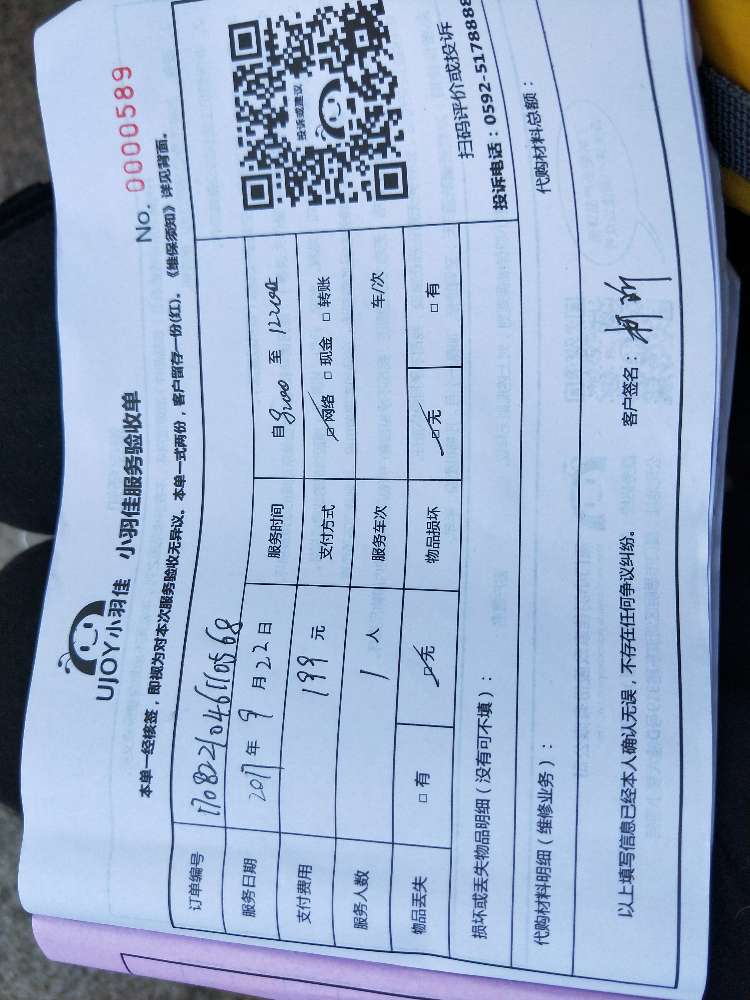 UJOY小羽佳 小羽佳服务验收单
No. 0000589
本单一经核签，即视为对本次服务验收无异议。本单一式两份，客户留存一份(红)。《维保须知》详见背面。
订单编号
服务日期 2017 年 9 月 22 日 服务时间 自 8:00 至 12:00
支付费用 199 元 支付方式 ☑网络 □现金 □转账
服务人数 1 人 服务车次 车/次
物品丢失 □有 ☑无 物品损坏 ☑无 □有
投诉或建议
扫码评价或投诉
投诉电话：0592-5178888
损坏或丢失物品明细（没有可不填）：
代购材料明细（维修业务）： 代购材料总额：
以上填写信息已经本人确认无误，不存在任何争议纠纷。 客户签名：